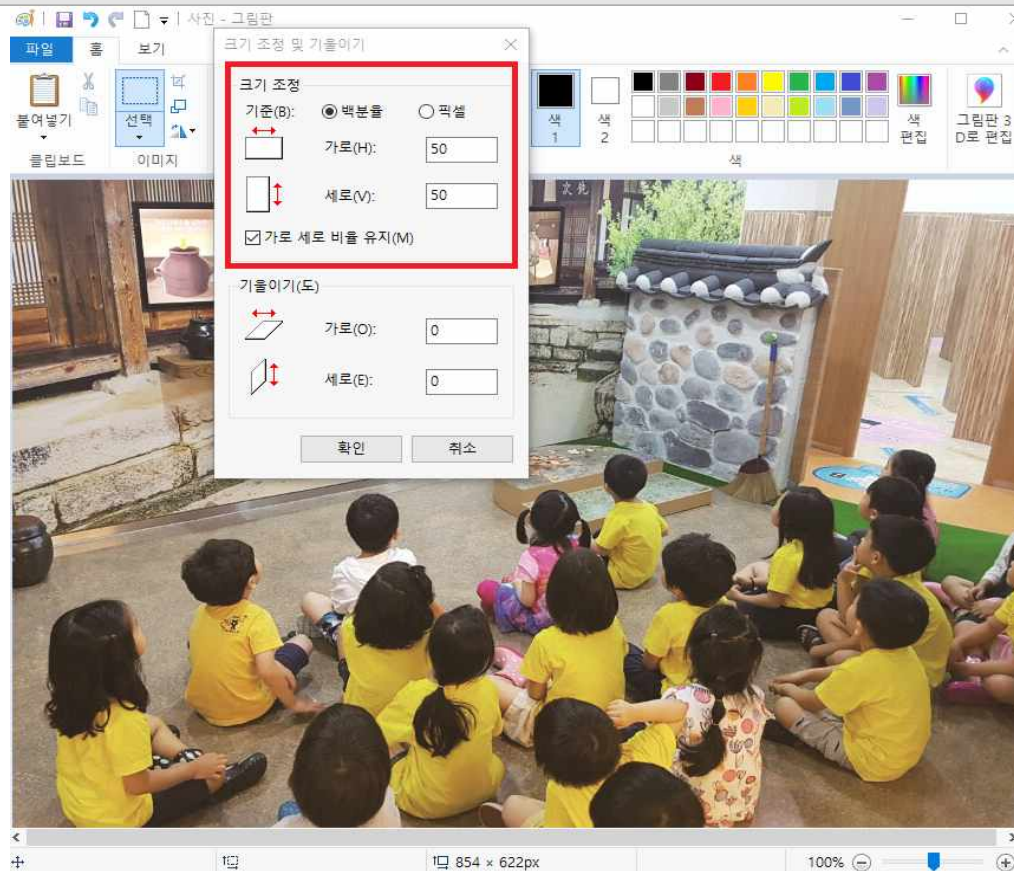 사진 - 그림판
파일 홈 보기
크기 조정 및 기울이기
크기 조정
기준(B): 백분율 픽셀
가로(H): 50
세로(V): 50
가로 세로 비율 유지(M)
기울이기(도)
가로(O): 0
세로(E): 0
확인 취소
붙여넣기
클립보드
선택
이미지
색
1
색
2
색
편집
색
그림판 3
D로 편집
854 × 622px
100%